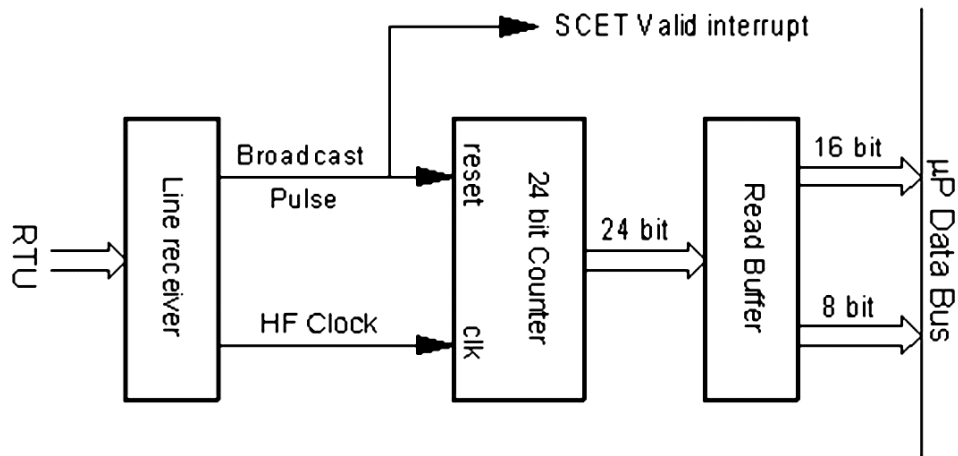 SCET Valid interrupt
RTU
Line receiver
Broadcast
Pulse
HF Clock
reset
clk
24 bit Counter
24 bit
Read Buffer
16 bit
8 bit
µP Data Bus